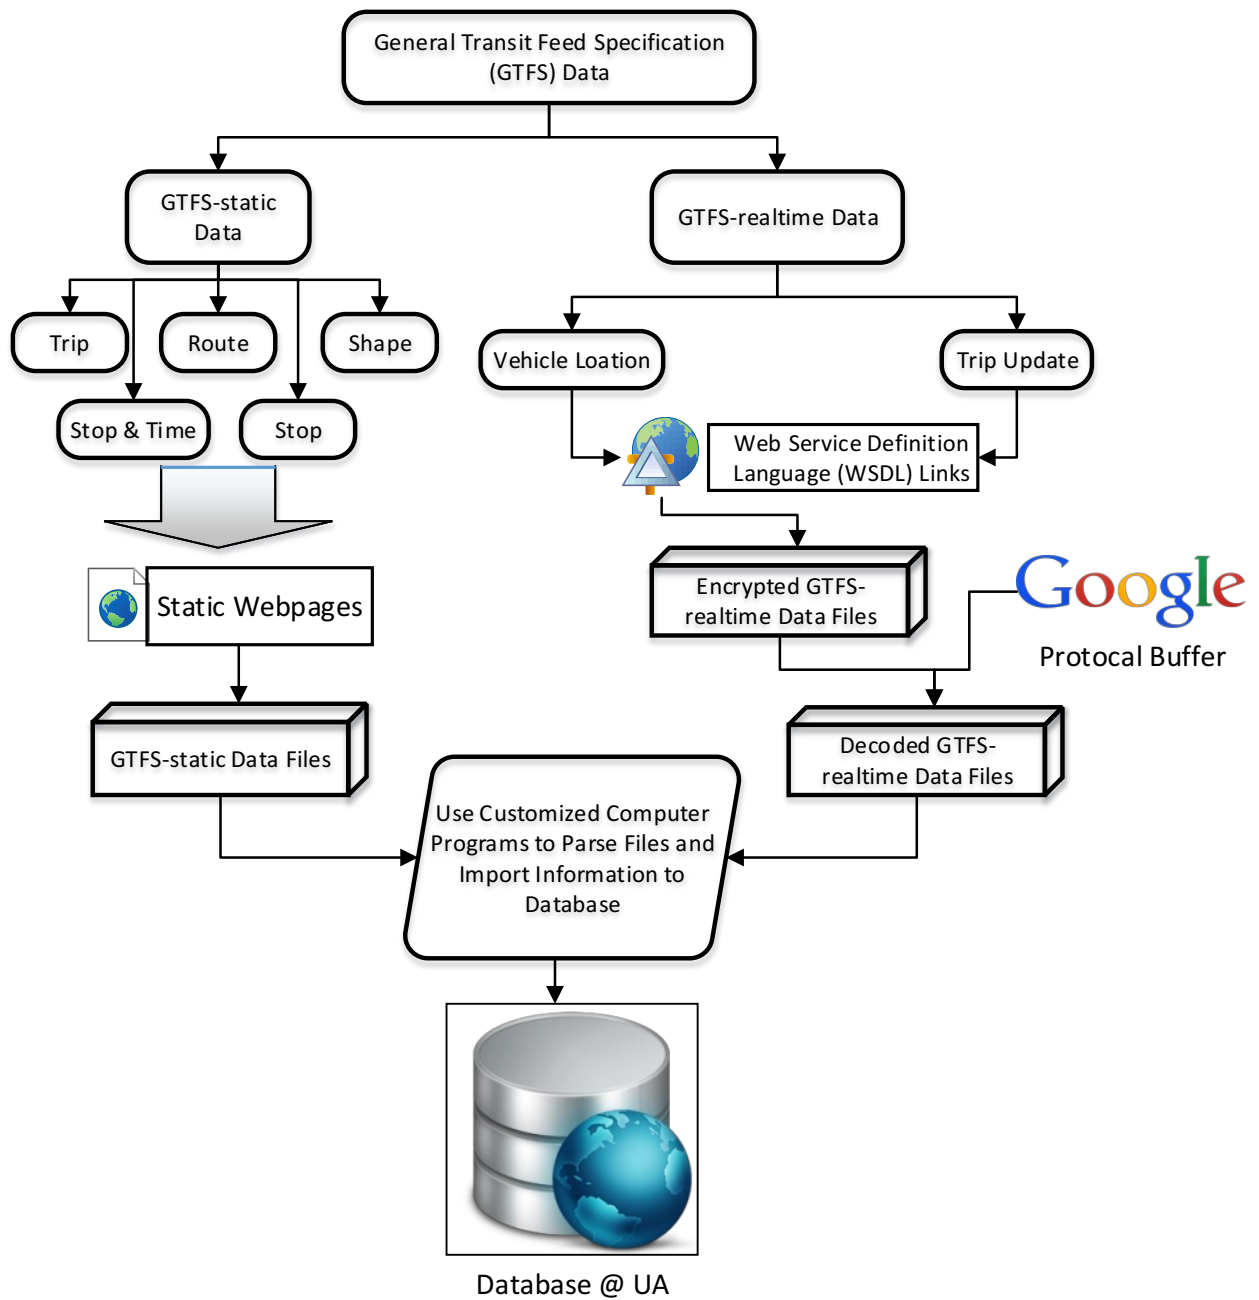 General Transit Feed Specification
(GTFS) Data
GTFS-static
Data
GTFS-realtime Data
Trip
Route
Shape
Vehicle Loation
Trip Update
Stop & Time
Stop
Web Service Definition
Language (WSDL) Links
Static Webpages
Encrypted GTFS-
realtime Data Files
Google
Protocal Buffer
GTFS-static Data Files
Decoded GTFS-
realtime Data Files
Use Customized Computer
Programs to Parse Files and
Import Information to
Database
Database @ UA